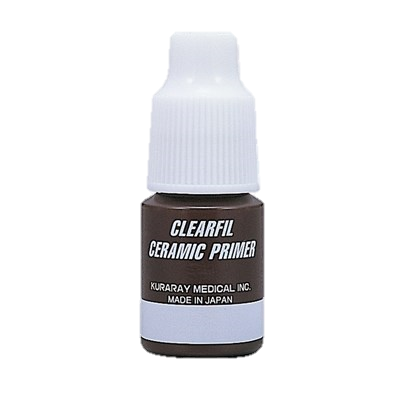 CLEARFIL
CERAMIC PRIMER
KURARAY MEDICAL INC.
MADE IN JAPAN